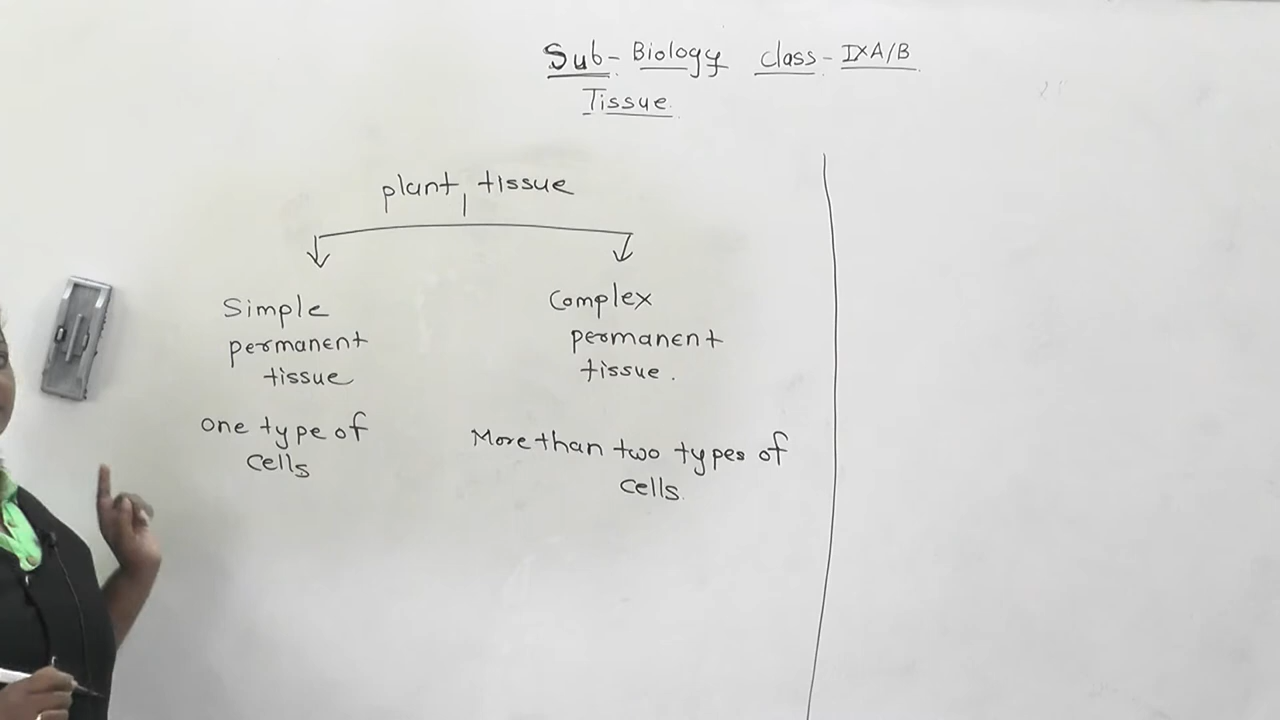 Sub- Biology class- IXA/B
Tissue
plant tissue
Simple
permanent
tissue
one type of
cells
Complex
permanent
tissue.
More than two types of
cells.